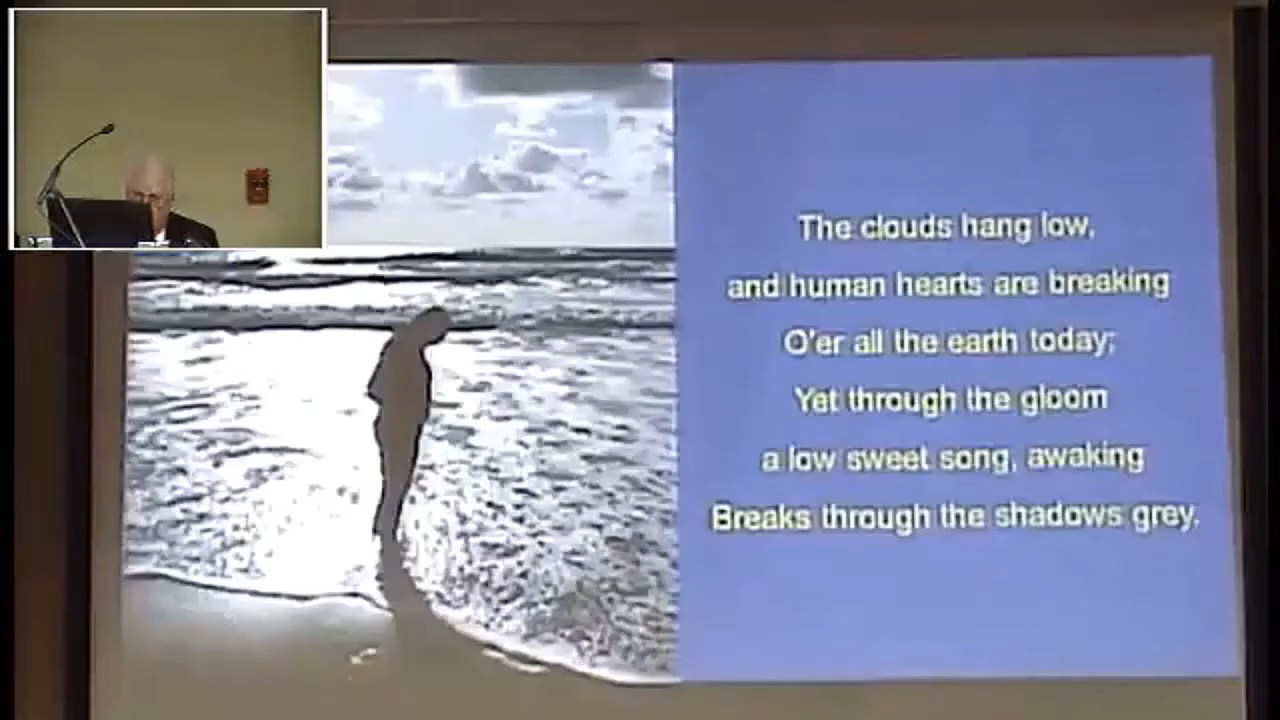 The clouds hang low,
and human hearts are breaking
O'er all the earth today;
Yet through the gloom
a low sweet song, awaking
Breaks through the shadows grey.